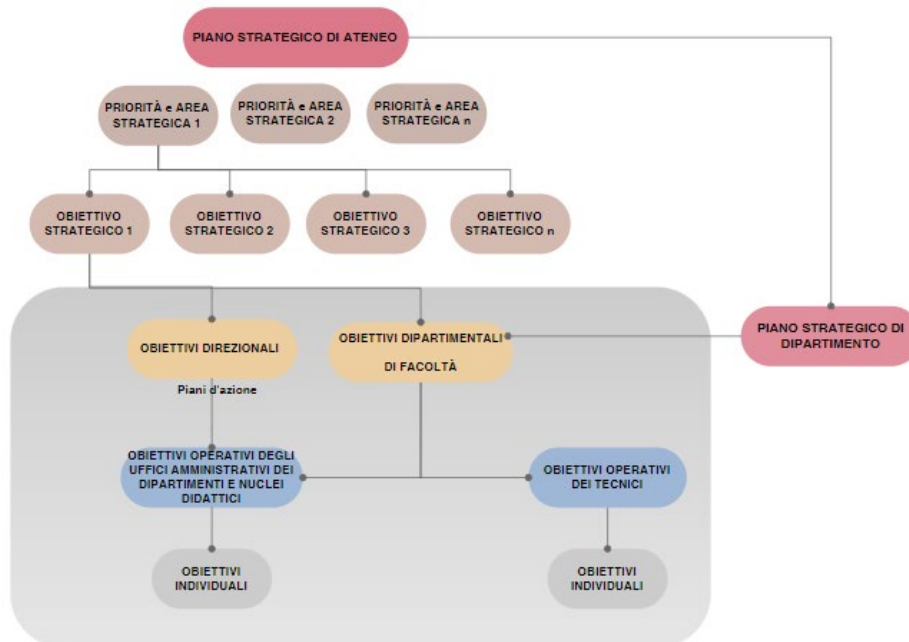 PIANO STRATEGICO DI ATENEO
PRIORITÀ e AREA
STRATEGICA 1
PRIORITÀ e AREA
STRATEGICA 2
PRIORITÀ e AREA
STRATEGICA n
OBIETTIVO
STRATEGICO 1
OBIETTIVO
STRATEGICO 2
OBIETTIVO
STRATEGICO 3
OBIETTIVO
STRATEGICO n
OBIETTIVI DIREZIONALI
OBIETTIVI DIPARTIMENTALI
DI FACOLTÀ
PIANO STRATEGICO DI
DIPARTIMENTO
Piani d'azione
OBIETTIVI OPERATIVI DEGLI
UFFICI AMMINISTRATIVI DEI
DIPARTIMENTI E NUCLEI
DIDATTICI
OBIETTIVI OPERATIVI
DEI TECNICI
OBIETTIVI
INDIVIDUALI
OBIETTIVI
INDIVIDUALI